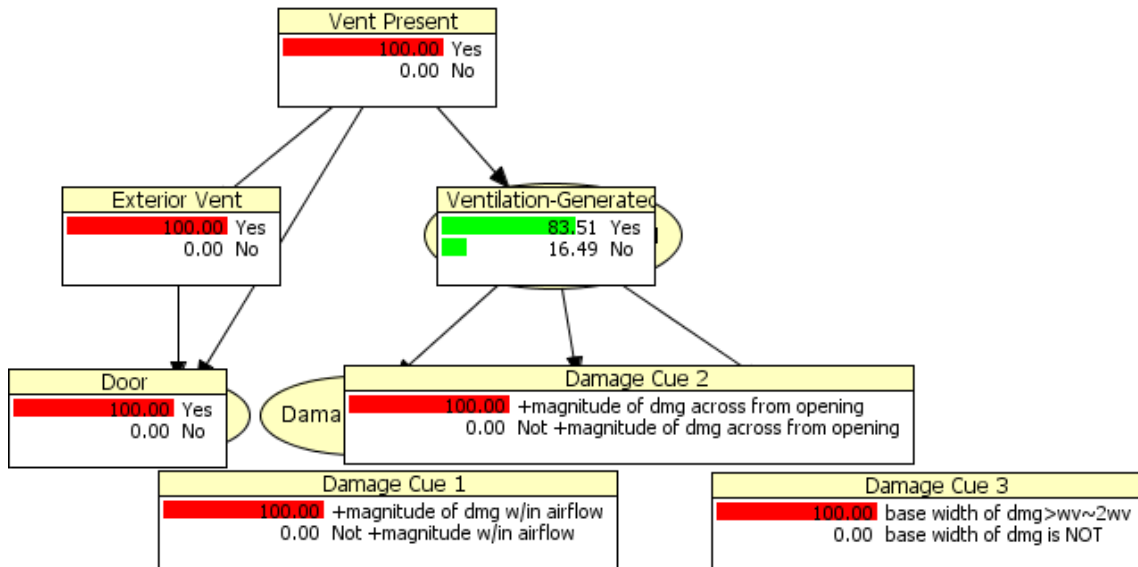 Vent Present
100.00 Yes
0.00 No
Exterior Vent
100.00 Yes
0.00 No
Ventilation-Generated
83.51 Yes
16.49 No
Door
100.00 Yes
0.00 No
Dama
Damage Cue 2
100.00 +magnitude of dmg across from opening
0.00 Not +magnitude of dmg across from opening
Damage Cue 1
100.00 +magnitude of dmg w/in airflow
0.00 Not +magnitude w/in airflow
Damage Cue 3
100.00 base width of dmg>wv~2wv
0.00 base width of dmg is NOT